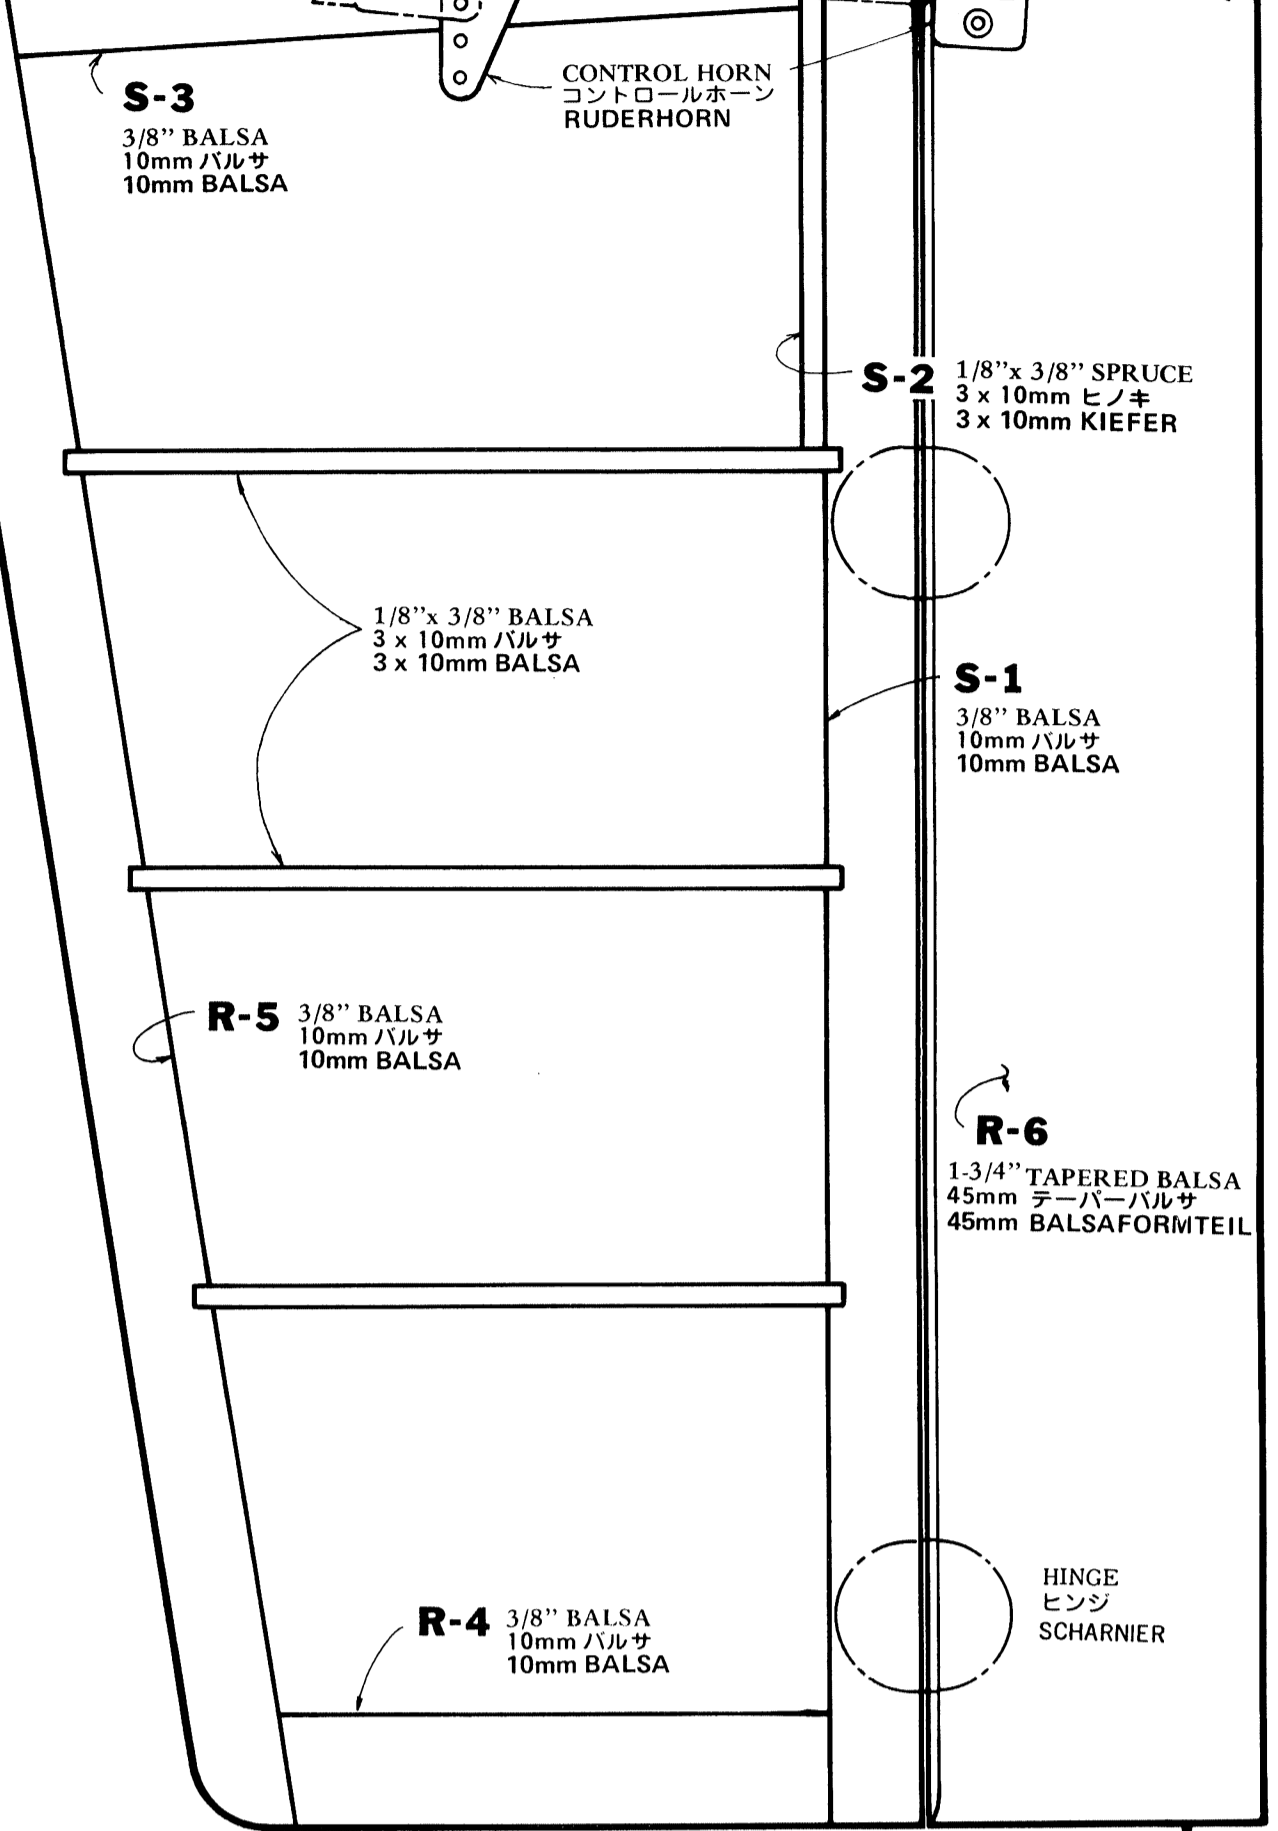 S-3
3/8” BALSA
10mm バルサ
10mm BALSA
CONTROL HORN
コントロールホーン
RUDERHORN
S-2
1/8”x 3/8” SPRUCE
3 x 10mm ヒノキ
3 x 10mm KIEFER
1/8”x 3/8” BALSA
3 x 10mm バルサ
3 x 10mm BALSA
S-1
3/8” BALSA
10mm バルサ
10mm BALSA
R-5
3/8” BALSA
10mm バルサ
10mm BALSA
R-6
1-3/4” TAPERED BALSA
45mm テーパーバルサ
45mm BALSAFORMTEIL
HINGE
ヒンジ
SCHARNIER
R-4
3/8” BALSA
10mm バルサ
10mm BALSA